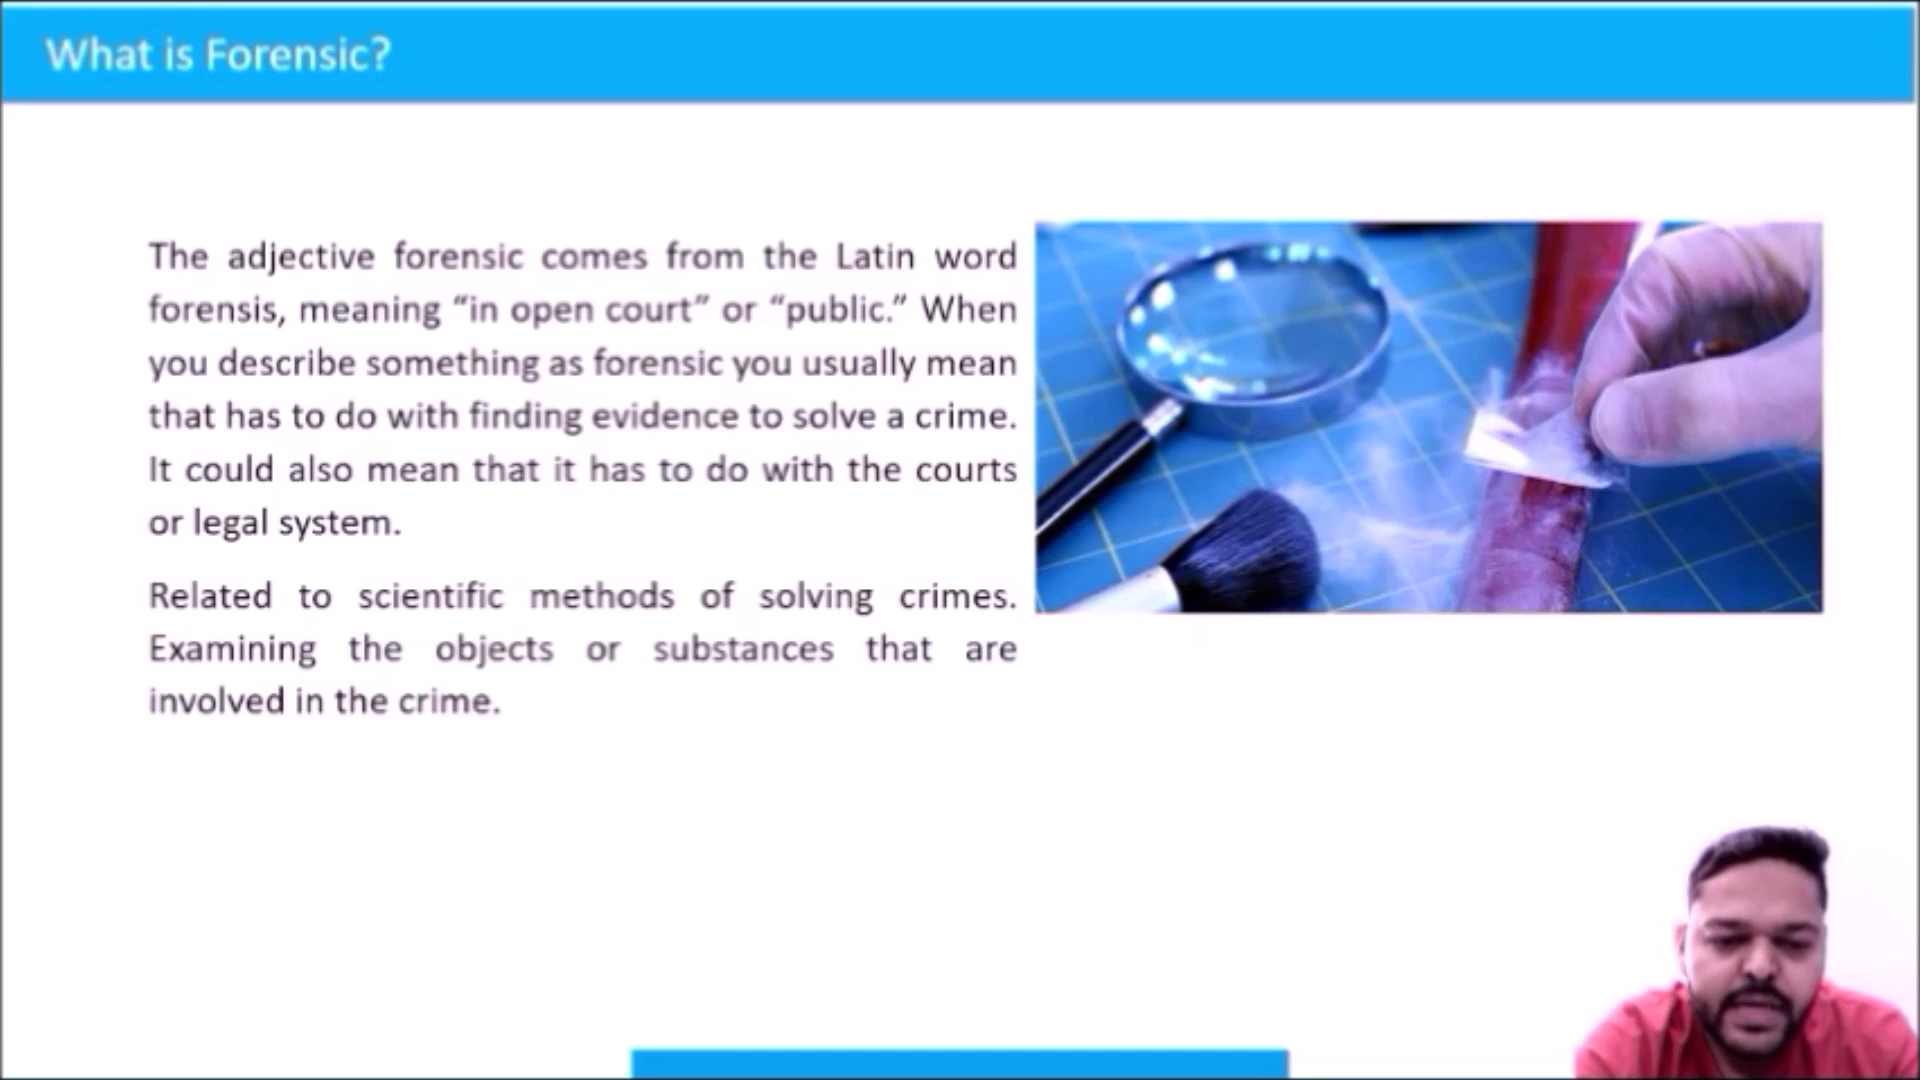 What is Forensic?
The adjective forensic comes from the Latin word
forensis, meaning “in open court” or “public.” When
you describe something as forensic you usually mean
that has to do with finding evidence to solve a crime.
It could also mean that it has to do with the courts
or legal system.
Related to scientific methods of solving crimes.
Examining the objects or substances that are
involved in the crime.